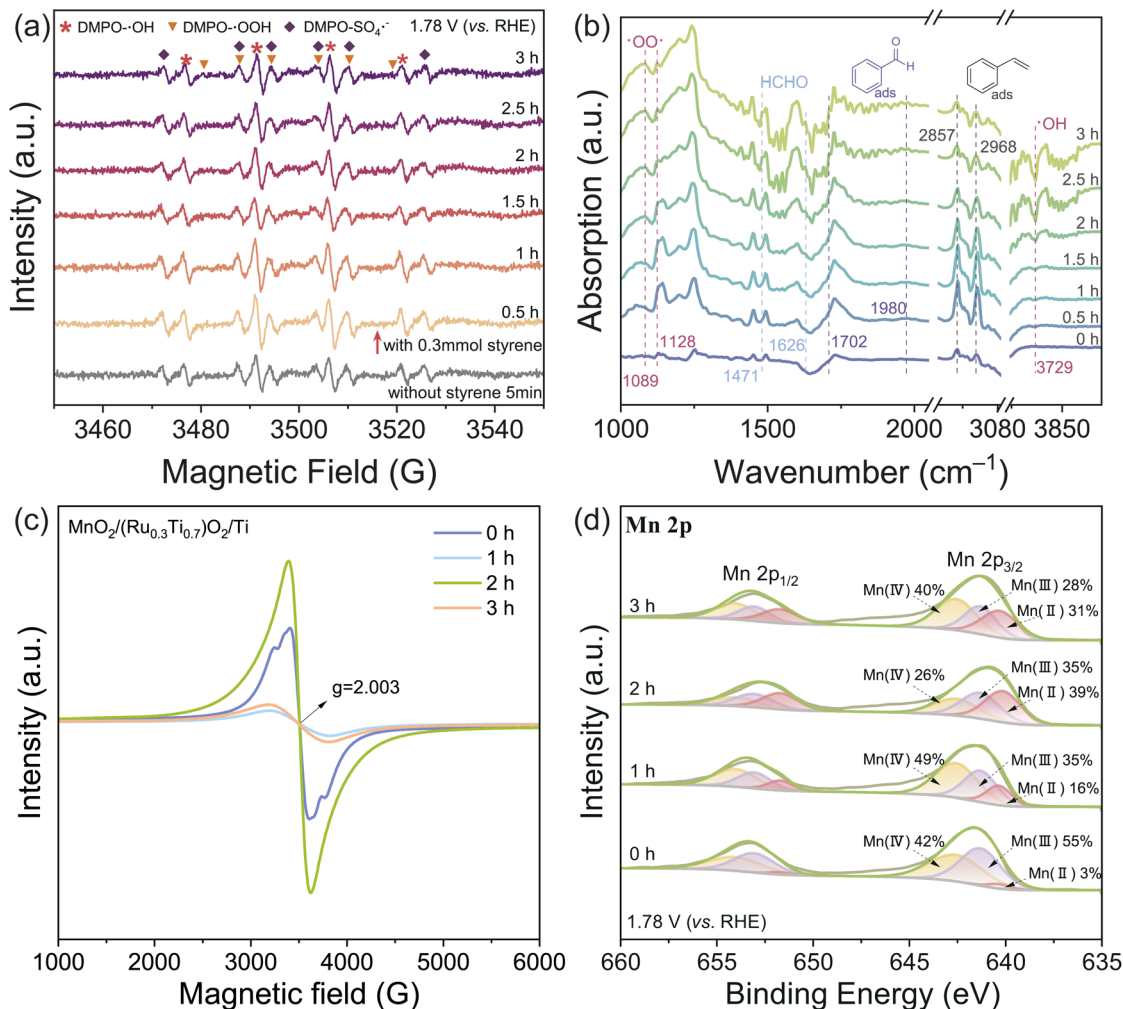 (a)
DMPO-·OH DMPO-·OOH DMPO-SO₄·⁻ 1.78 V (vs. RHE)
3 h
2.5 h
2 h
1.5 h
1 h
0.5 h
with 0.3mmol styrene
without styrene 5min
Intensity (a.u.)
3460 3480 3500 3520 3540
Magnetic Field (G)
(b)
·OO·
HCHO
O
H
ads
ads
2857
2968
·OH
3 h
2.5 h
2 h
1.5 h
1 h
0.5 h
0 h
1980
1128
1626
1702
1089
1471
3729
Absorption (a.u.)
1000 1500 2000 3080 3850
Wavenumber (cm⁻¹)
(c)
MnO₂/(Ru₀.₃Ti₀.₇)O₂/Ti
0 h
1 h
2 h
3 h
g=2.003
Intensity (a.u.)
1000 2000 3000 4000 5000 6000
Magnetic field (G)
(d)
Mn 2p
Mn 2p₁/₂
Mn 2p₃/₂
3 h
Mn(Ⅳ) 40%
Mn(Ⅲ) 28%
Mn(Ⅱ) 31%
2 h
Mn(Ⅳ) 26%
Mn(Ⅲ) 35%
Mn(Ⅱ) 39%
1 h
Mn(Ⅳ) 49%
Mn(Ⅲ) 35%
Mn(Ⅱ) 16%
0 h
Mn(Ⅳ) 42%
Mn(Ⅲ) 55%
Mn(Ⅱ) 3%
1.78 V (vs. RHE)
Intensity (a.u.)
660 655 650 645 640 635
Binding Energy (eV)